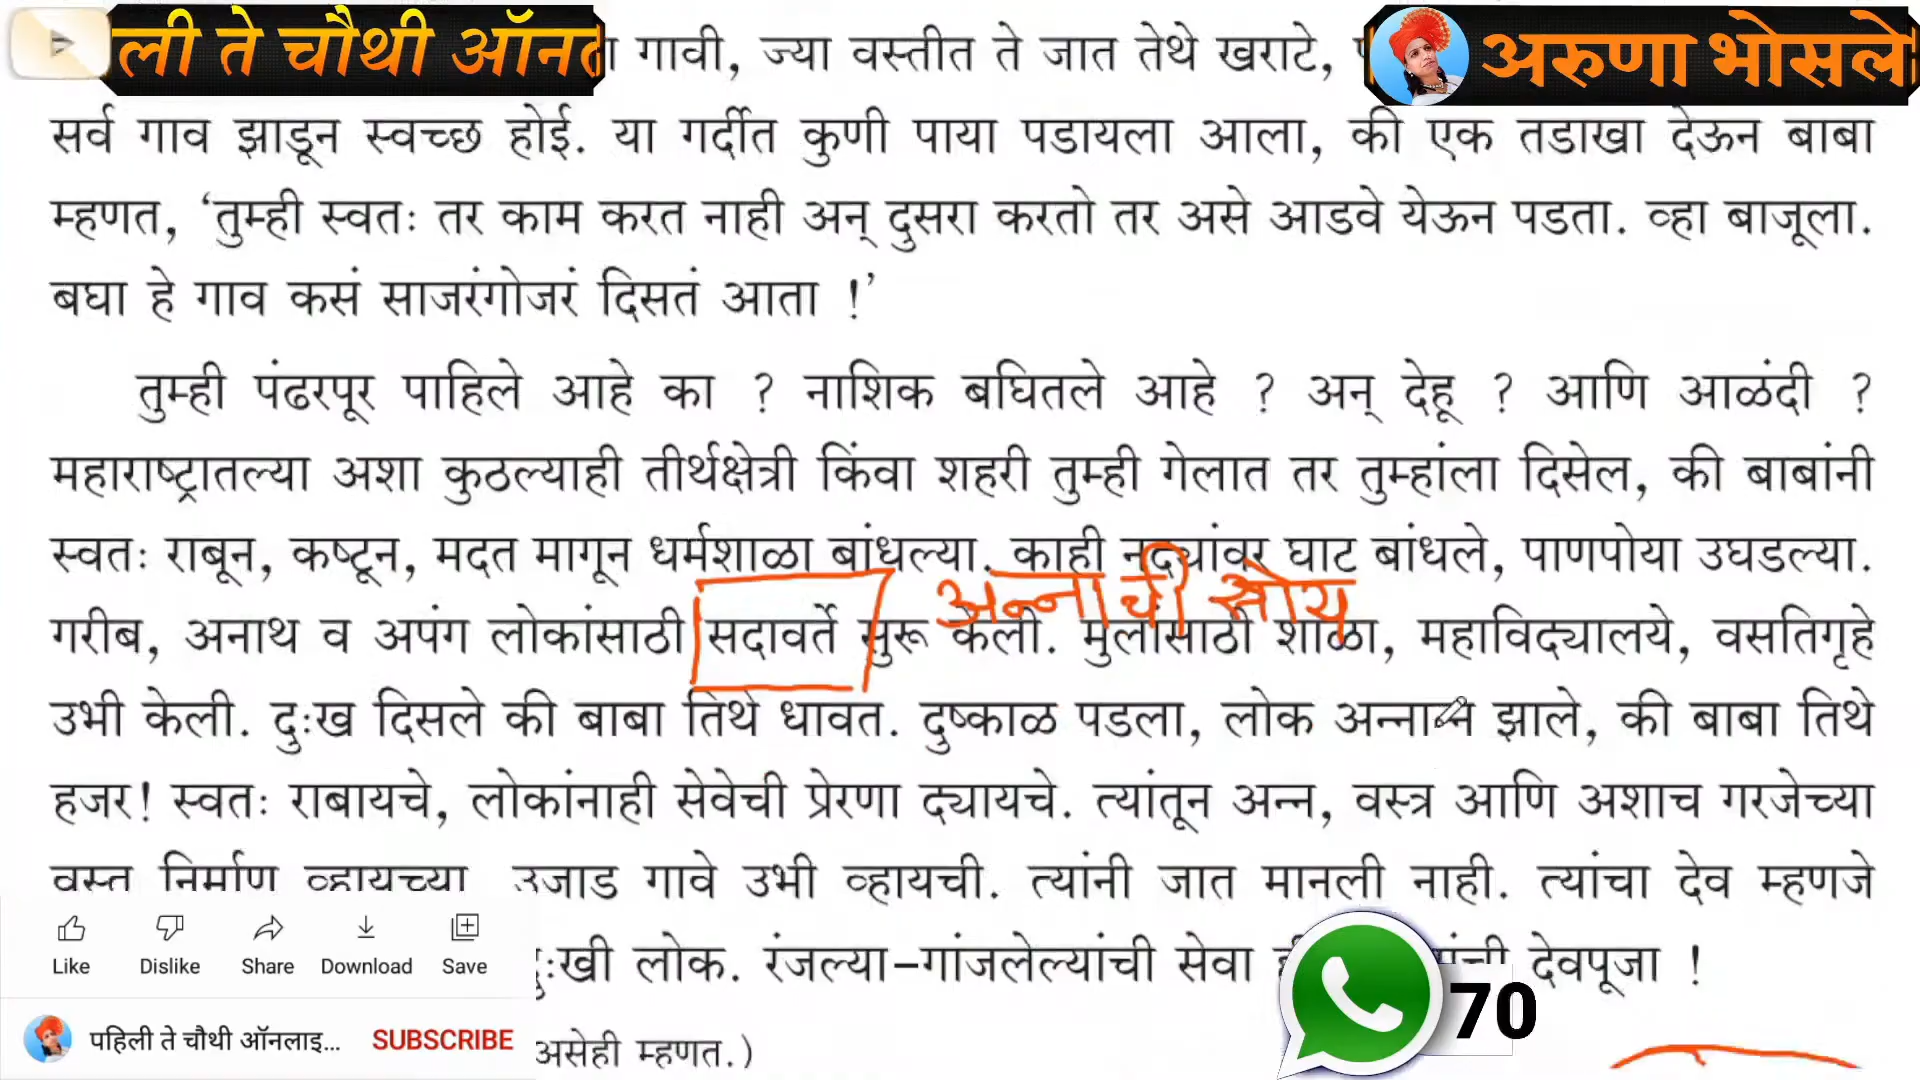 ली ते चौथी ऑनल
गावी, ज्या वस्तीत ते जात तेथे खराटे,
अरुणा भोसले
सर्व गाव झाडून स्वच्छ होई. या गर्दीत कुणी पाया पडायला आला, की एक तडाखा देऊन बाबा
म्हणत, ‘तुम्ही स्वतः तर काम करत नाही अन् दुसरा करतो तर असे आडवे येऊन पडता. व्हा बाजूला.
बघा हे गाव कसं साजरंगोजरं दिसतं आता !’
तुम्ही पंढरपूर पाहिले आहे का ? नाशिक बघितले आहे ? अन् देहू ? आणि आळंदी ?
महाराष्ट्रातल्या अशा कुठल्याही तीर्थक्षेत्री किंवा शहरी तुम्ही गेलात तर तुम्हांला दिसेल, की बाबांनी
स्वतः राबून, कष्टून, मदत मागून धर्मशाळा बांधल्या. काही नद्यांवर घाट बांधले, पाणपोया उघडल्या.
अन्नाची सोय
गरीब, अनाथ व अपंग लोकांसाठी सदावर्ते सुरू केली. मुलांसाठी शाळा, महाविद्यालये, वसतिगृहे
उभी केली. दुःख दिसले की बाबा तिथे धावत. दुष्काळ पडला, लोक अन्नान्न झाले, की बाबा तिथे
हजर! स्वतः राबायचे, लोकांनाही सेवेची प्रेरणा द्यायचे. त्यांतून अन्न, वस्त्र आणि अशाच गरजेच्या
वस्तू निर्माण व्हायच्या उजाड गावे उभी व्हायची. त्यांनी जात मानली नाही. त्यांचा देव म्हणजे
दुःखी लोक. रंजल्या-गांजलेल्यांची सेवा देवपूजा !
Like Dislike Share Download Save
70
पहिली ते चौथी ऑनलाइ... SUBSCRIBE
असेही म्हणत.)